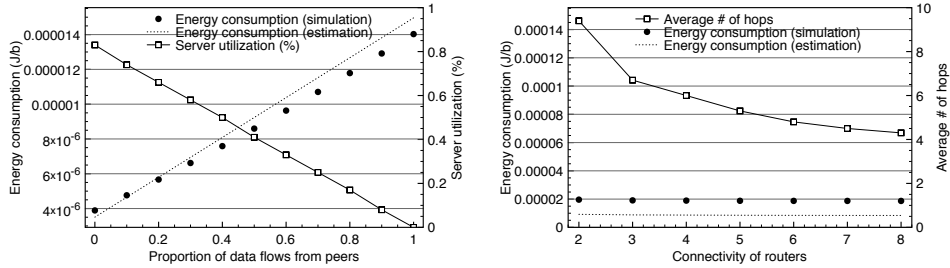 Energy consumption (J/b)
0.000014
0.000012
0.00001
8×10⁻⁶
6×10⁻⁶
4×10⁻⁶
Energy consumption (simulation)
Energy consumption (estimation)
Server utilization (%)
1
0.8
0.6
0.4
0.2
0
Server utilization (%)
0 0.2 0.4 0.6 0.8 1
Proportion of data flows from peers
Energy consumption (J/b)
0.00014
0.00012
0.0001
0.00008
0.00006
0.00004
0.00002
0
Average # of hops
Energy consumption (simulation)
Energy consumption (estimation)
10
8
6
4
2
0
Average # of hops
2 3 4 5 6 7 8
Connectivity of routers